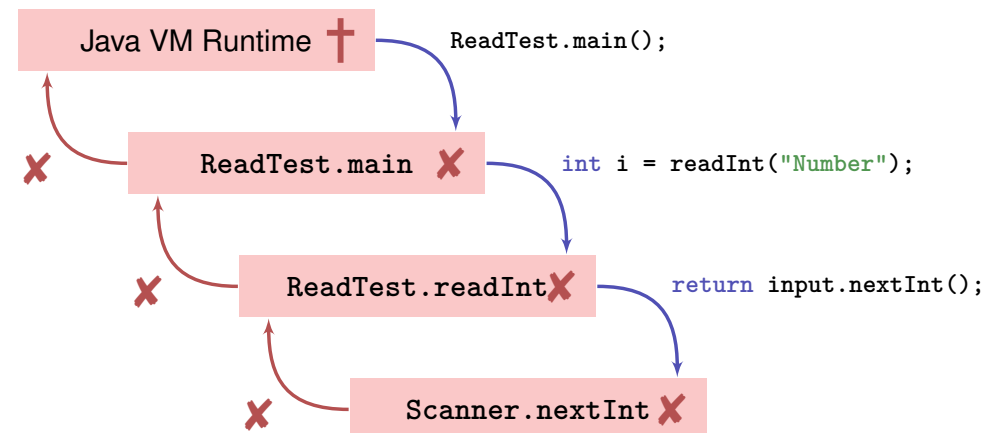 Java VM Runtime
ReadTest.main();
ReadTest.main
int i = readInt("Number");
ReadTest.readInt
return input.nextInt();
Scanner.nextInt